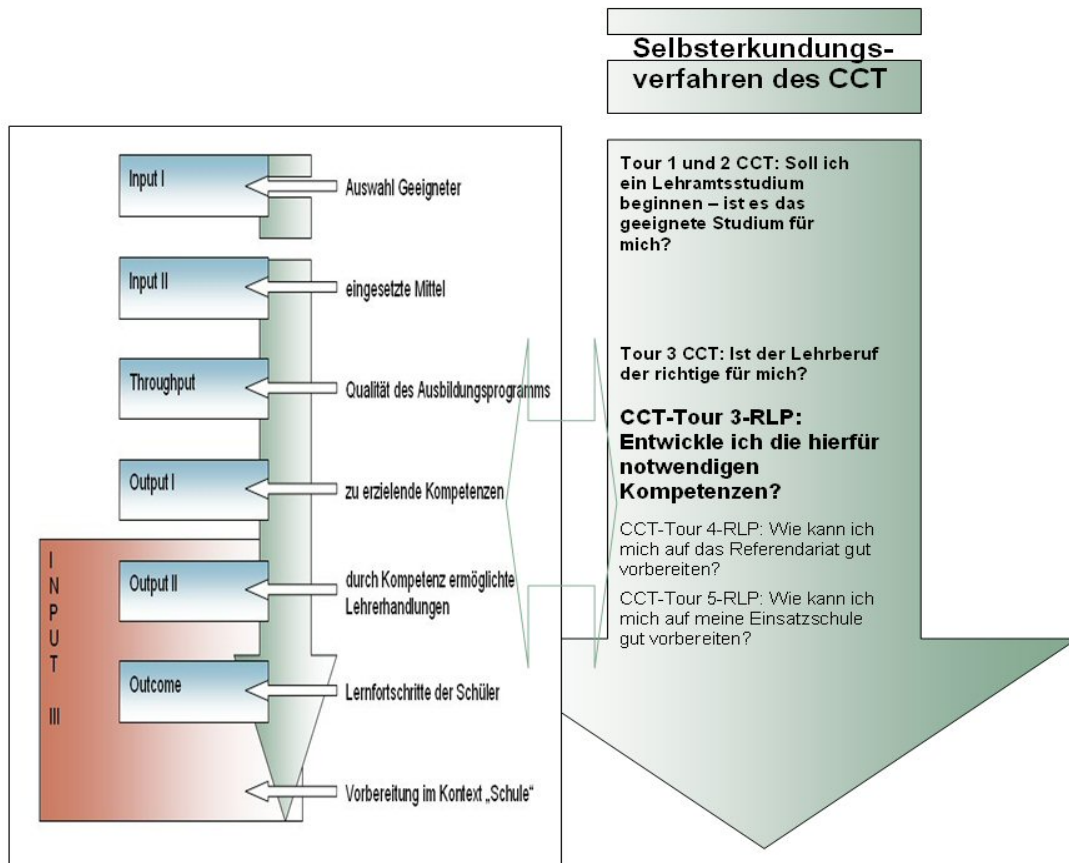 Selbsterkundungs-
verfahren des CCT
Input I
Auswahl Geeigneter
Input II
eingesetzte Mittel
Throughput
Qualität des Ausbildungsprogramms
Output I
zu erzielende Kompetenzen
Output II
durch Kompetenz ermöglichte
Lehrerhandlungen
Outcome
Lernfortschritte der Schüler
Vorbereitung im Kontext „Schule“
INPUT III
Tour 1 und 2 CCT: Soll ich
ein Lehramtsstudium
beginnen – ist es das
geeignete Studium für
mich?
Tour 3 CCT: Ist der Lehrberuf
der richtige für mich?
CCT-Tour 3-RLP:
Entwickle ich die hierfür
notwendigen
Kompetenzen?
CCT-Tour 4-RLP: Wie kann ich
mich auf das Referendariat gut
vorbereiten?
CCT-Tour 5-RLP: Wie kann ich
mich auf meine Einsatzschule
gut vorbereiten?